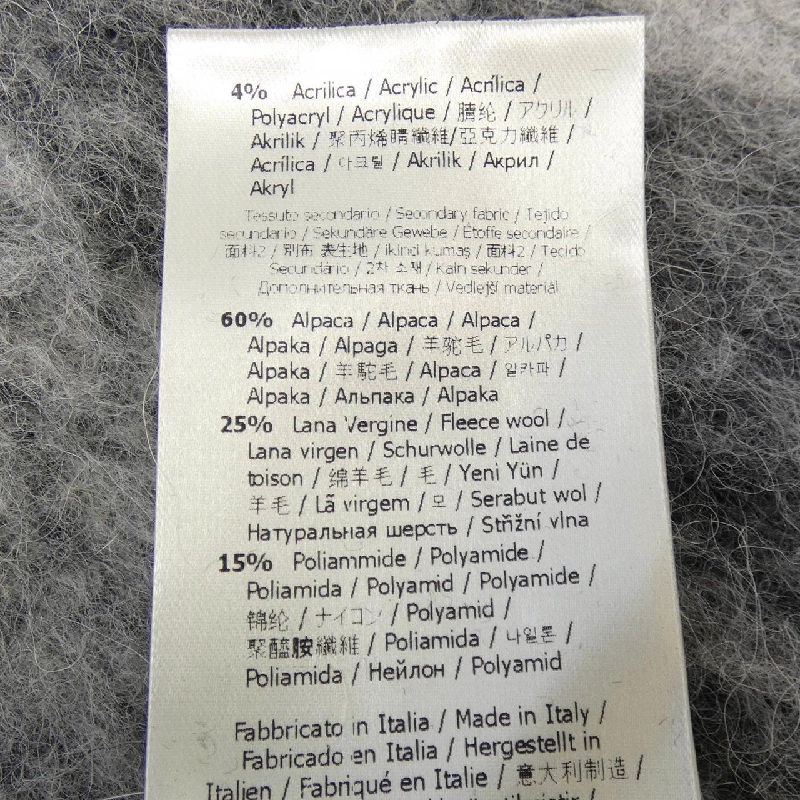 4% Acrilica / Acrylic / Acrílica /
Polyacryl / Acrylique / 腈纶 / アクリル /
Akrilik / 聚丙烯腈纖維/亞克力纖維 /
Acrílica / 아크릴 / Akrilik / Акрил /
Akryl
Tessuto secondario / Secondary fabric / Tejido
secundario / Sekundäre Gewebe / Étoffe secondaire /
面料2 / 別布 表生地 / ikinci kumaş / 面料2 / Tecido
Secundário / 2차 소재 / Kain sekunder /
Дополнительная ткань / Vedlejší materiál
60% Alpaca / Alpaca / Alpaca /
Alpaka / Alpaga / 羊驼毛 / アルパカ /
Alpaka / 羊駝毛 / Alpaca / 알카파 /
Alpaka / Альпака / Alpaka
25% Lana Vergine / Fleece wool /
Lana virgen / Schurwolle / Laine de
toison / 绵羊毛 / 毛 / Yeni Yün /
羊毛 / Lã virgem / 모 / Serabut wol /
Натуральная шерсть / Střižní vlna
15% Poliammide / Polyamide /
Poliamida / Polyamid / Polyamide /
锦纶 / ナイロン / Polyamid /
聚醯胺纖維 / Poliamida / 나일론 /
Poliamida / Нейлон / Polyamid
Fabbricato in Italia / Made in Italy /
Fabricado en Italia / Hergestellt in
Italien / Fabriqué en Italie / 意大利制造 /